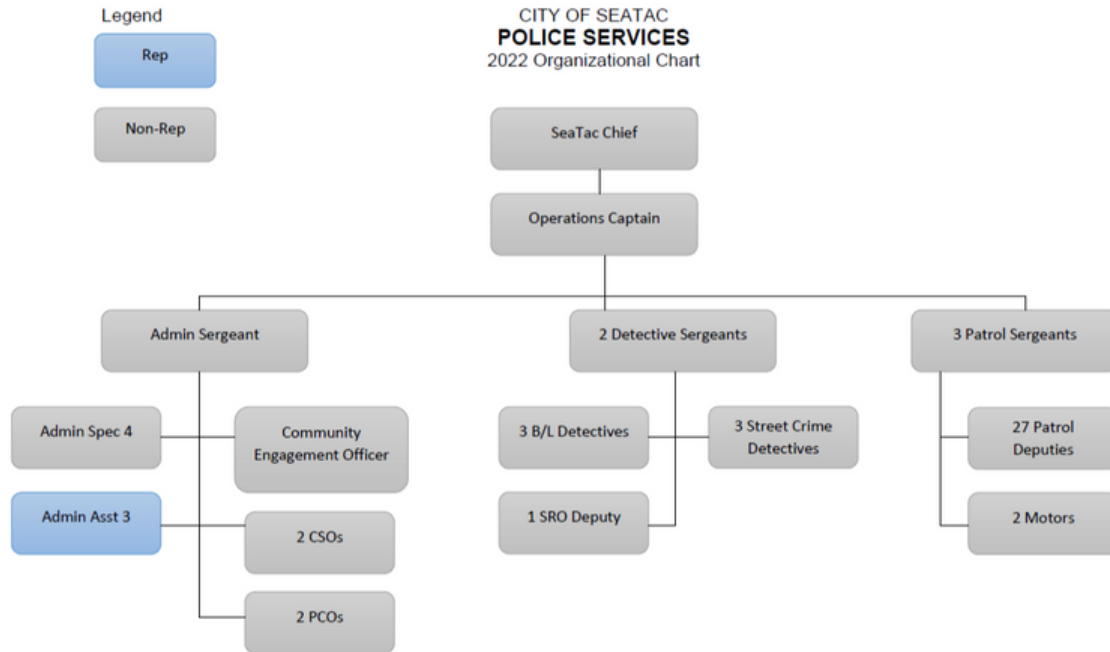 Legend
Rep
Non-Rep
CITY OF SEATAC
POLICE SERVICES
2022 Organizational Chart
SeaTac Chief
Operations Captain
Admin Sergeant
2 Detective Sergeants
3 Patrol Sergeants
Admin Spec 4
Community
Engagement Officer
Admin Asst 3
2 CSOs
2 PCOs
3 B/L Detectives
3 Street Crime
Detectives
1 SRO Deputy
27 Patrol
Deputies
2 Motors